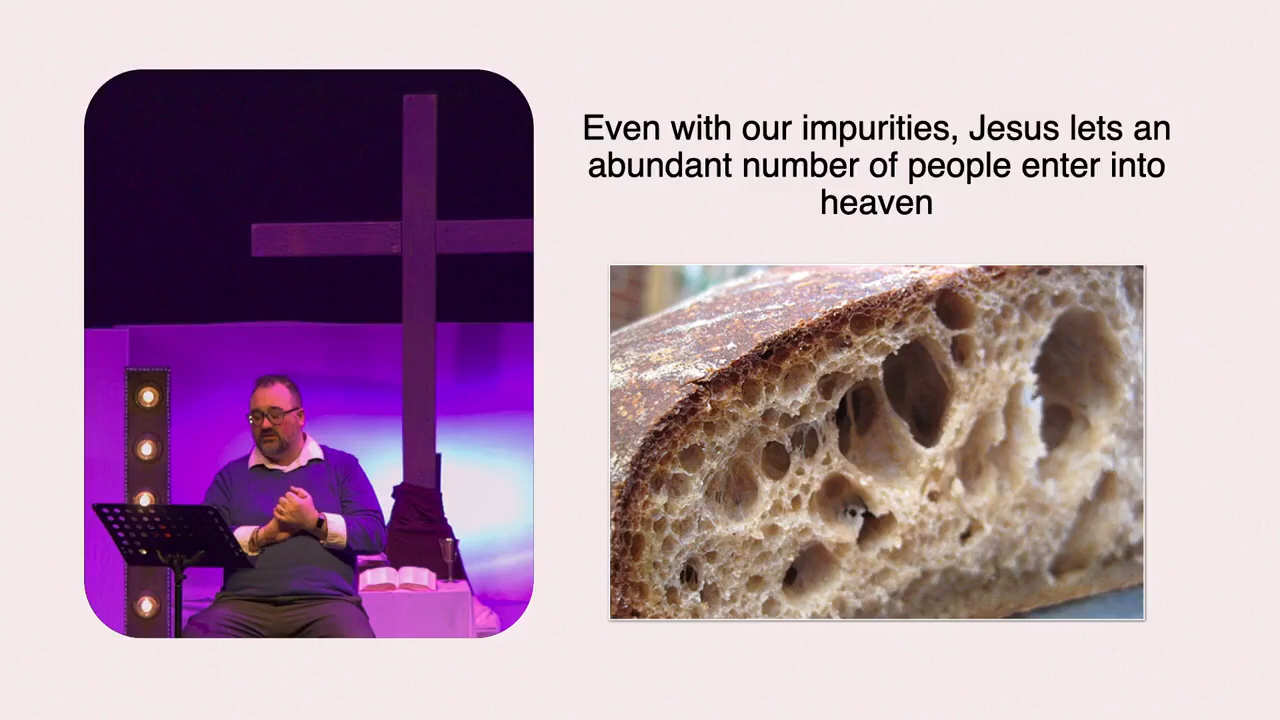 Even with our impurities, Jesus lets an
abundant number of people enter into
heaven